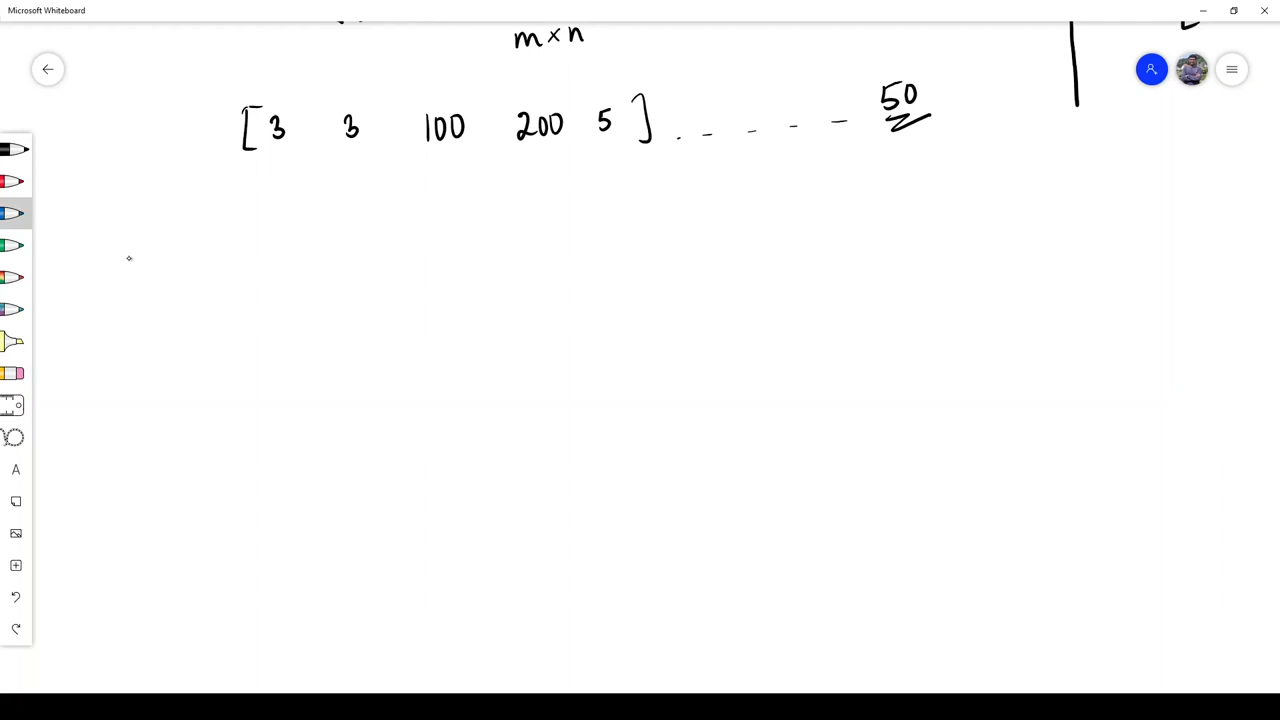 Microsoft Whiteboard
m × n
[ 3 3 100 200 5 ] . - - - - 50
A